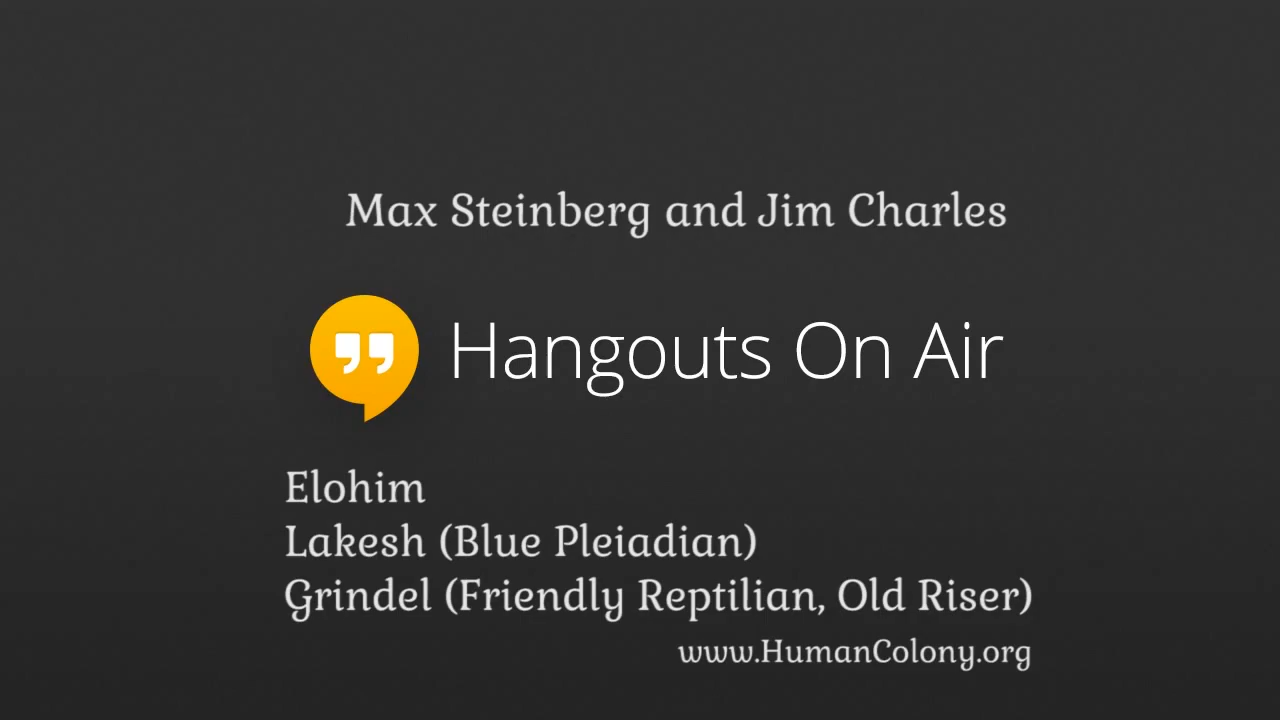 Max Steinberg and Jim Charles
Hangouts On Air
Elohim
Lakesh (Blue Pleiadian)
Grindel (Friendly Reptilian, Old Riser)
www.HumanColony.org